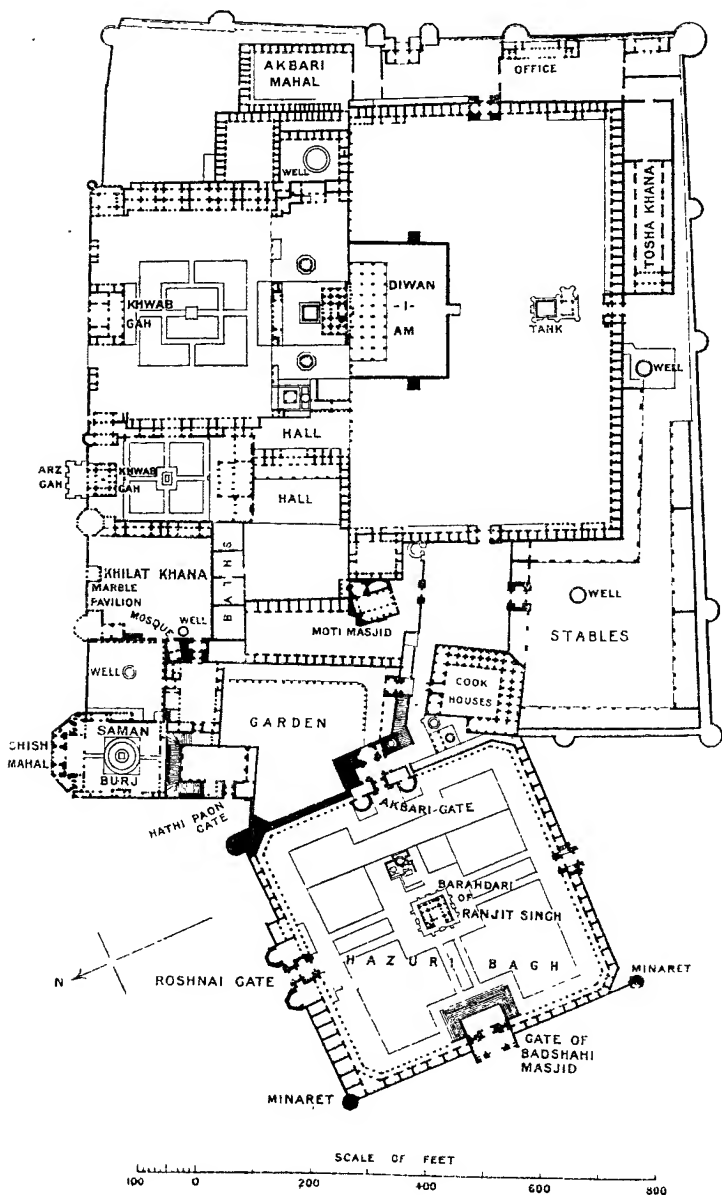 AKBARI
MAHAL
OFFICE
WELL
TOSHA KHANA
KHWAB
GAH
DIWAN
-I-
AM
TANK
WELL
HALL
ARZ
GAH
KHWAB
GAH
HALL
KHILAT KHANA
BATHS
MARBLE
PAVILION
MOSQUE
WELL
MOTI MASJID
WELL
STABLES
WELL
COOK
HOUSES
GARDEN
SHISH
MAHAL
SAMAN
BURJ
HATHI PAON
GATE
AKBARI-GATE
BARAHDARI
OF
RANJIT SINGH
N
HAZURI BAGH
ROSHNAI GATE
MINARET
GATE OF
BADSHAHI
MASJID
MINARET
SCALE OF FEET
100 0 200 400 600 800